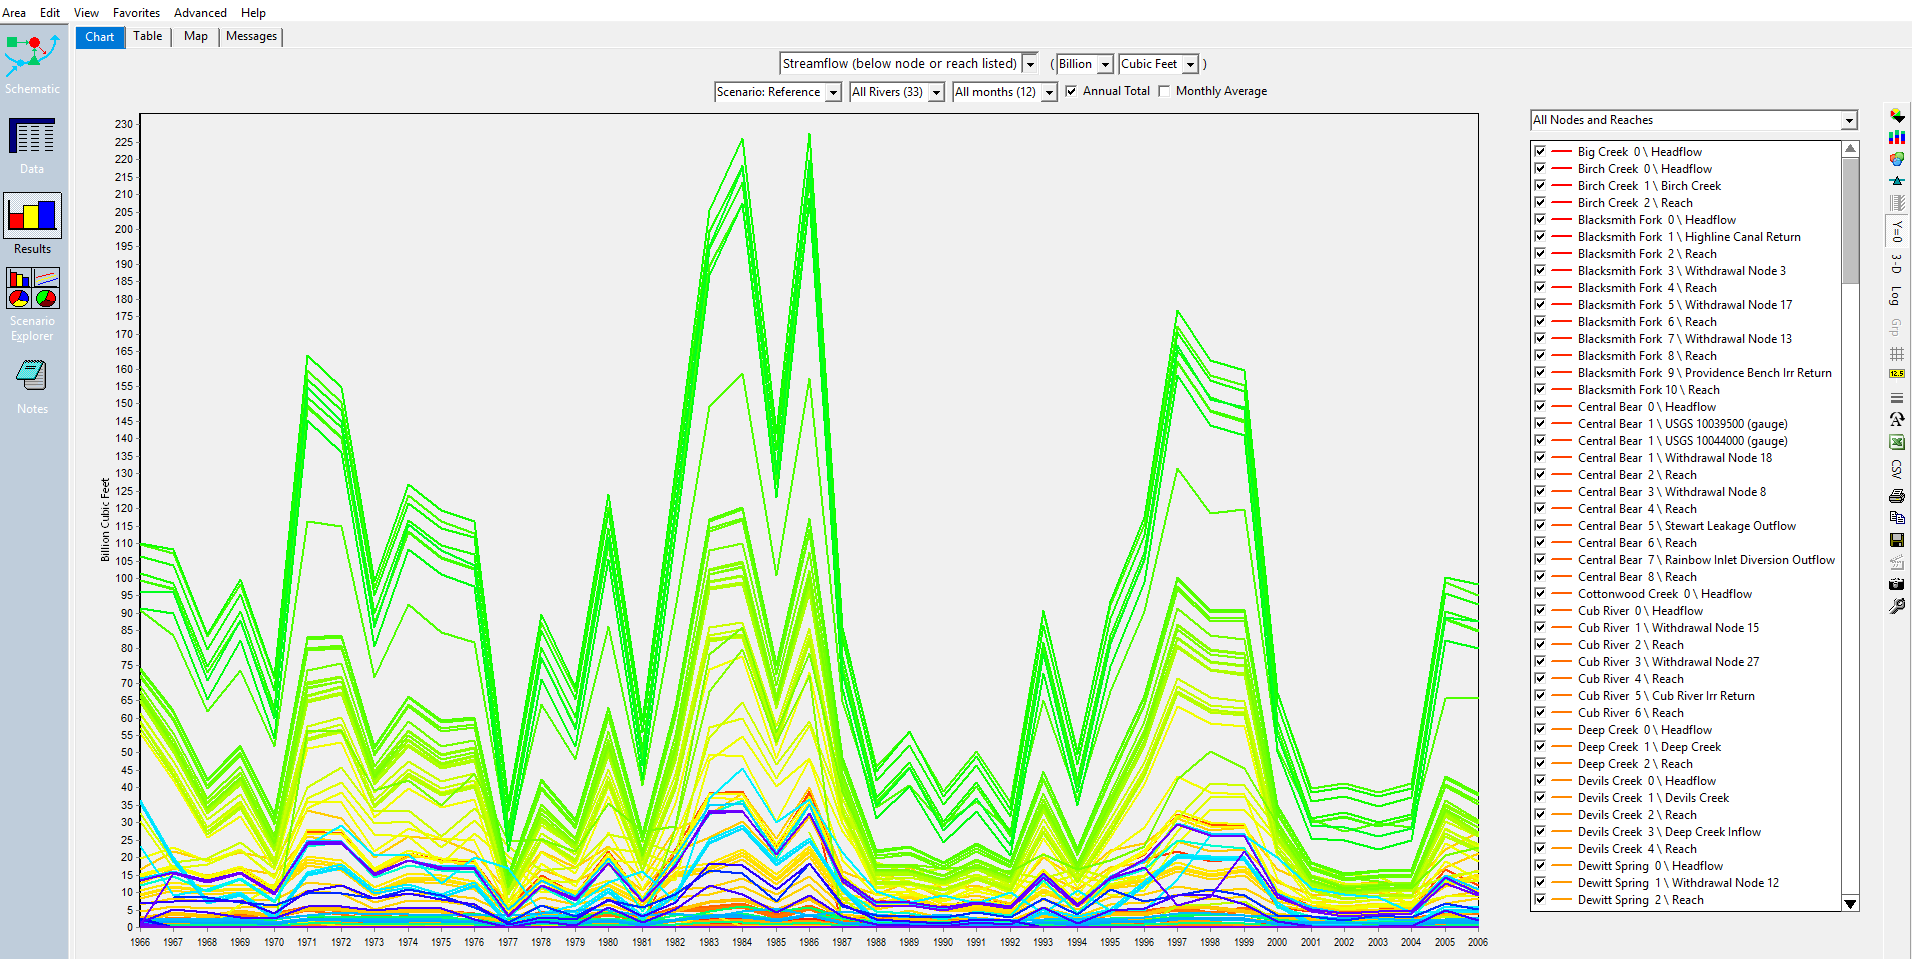 Area Edit View Favorites Advanced Help
Chart Table Map Messages
Schematic
Data
Results
Scenario
Explorer
Notes
Streamflow (below node or reach listed) ( Billion Cubic Feet )
Scenario: Reference All Rivers (33) All months (12) Annual Total Monthly Average
Billion Cubic Feet
230
225
220
215
210
205
200
195
190
185
180
175
170
165
160
155
150
145
140
135
130
125
120
115
110
105
100
95
90
85
80
75
70
65
60
55
50
45
40
35
30
25
20
15
10
5
0
1966 1967 1968 1969 1970 1971 1972 1973 1974 1975 1976 1977 1978 1979 1980 1981 1982 1983 1984 1985 1986 1987 1988 1989 1990 1991 1992 1993 1994 1995 1996 1997 1998 1999 2000 2001 2002 2003 2004 2005 2006
All Nodes and Reaches
Big Creek 0 \ Headflow
Birch Creek 0 \ Headflow
Birch Creek 1 \ Birch Creek
Birch Creek 2 \ Reach
Blacksmith Fork 0 \ Headflow
Blacksmith Fork 1 \ Highline Canal Return
Blacksmith Fork 2 \ Reach
Blacksmith Fork 3 \ Withdrawal Node 3
Blacksmith Fork 4 \ Reach
Blacksmith Fork 5 \ Withdrawal Node 17
Blacksmith Fork 6 \ Reach
Blacksmith Fork 7 \ Withdrawal Node 13
Blacksmith Fork 8 \ Reach
Blacksmith Fork 9 \ Providence Bench Irr Return
Blacksmith Fork 10 \ Reach
Central Bear 0 \ Headflow
Central Bear 1 \ USGS 10039500 (gauge)
Central Bear 1 \ USGS 10044000 (gauge)
Central Bear 1 \ Withdrawal Node 18
Central Bear 2 \ Reach
Central Bear 3 \ Withdrawal Node 8
Central Bear 4 \ Reach
Central Bear 5 \ Stewart Leakage Outflow
Central Bear 6 \ Reach
Central Bear 7 \ Rainbow Inlet Diversion Outflow
Central Bear 8 \ Reach
Cottonwood Creek 0 \ Headflow
Cub River 0 \ Headflow
Cub River 1 \ Withdrawal Node 15
Cub River 2 \ Reach
Cub River 3 \ Withdrawal Node 27
Cub River 4 \ Reach
Cub River 5 \ Cub River Irr Return
Cub River 6 \ Reach
Deep Creek 0 \ Headflow
Deep Creek 1 \ Deep Creek
Deep Creek 2 \ Reach
Devils Creek 0 \ Headflow
Devils Creek 1 \ Devils Creek
Devils Creek 2 \ Reach
Devils Creek 3 \ Deep Creek Inflow
Devils Creek 4 \ Reach
Dewitt Spring 0 \ Headflow
Dewitt Spring 1 \ Withdrawal Node 12
Dewitt Spring 2 \ Reach
Y=0
3-D
Log
Grp
12.5
CSV